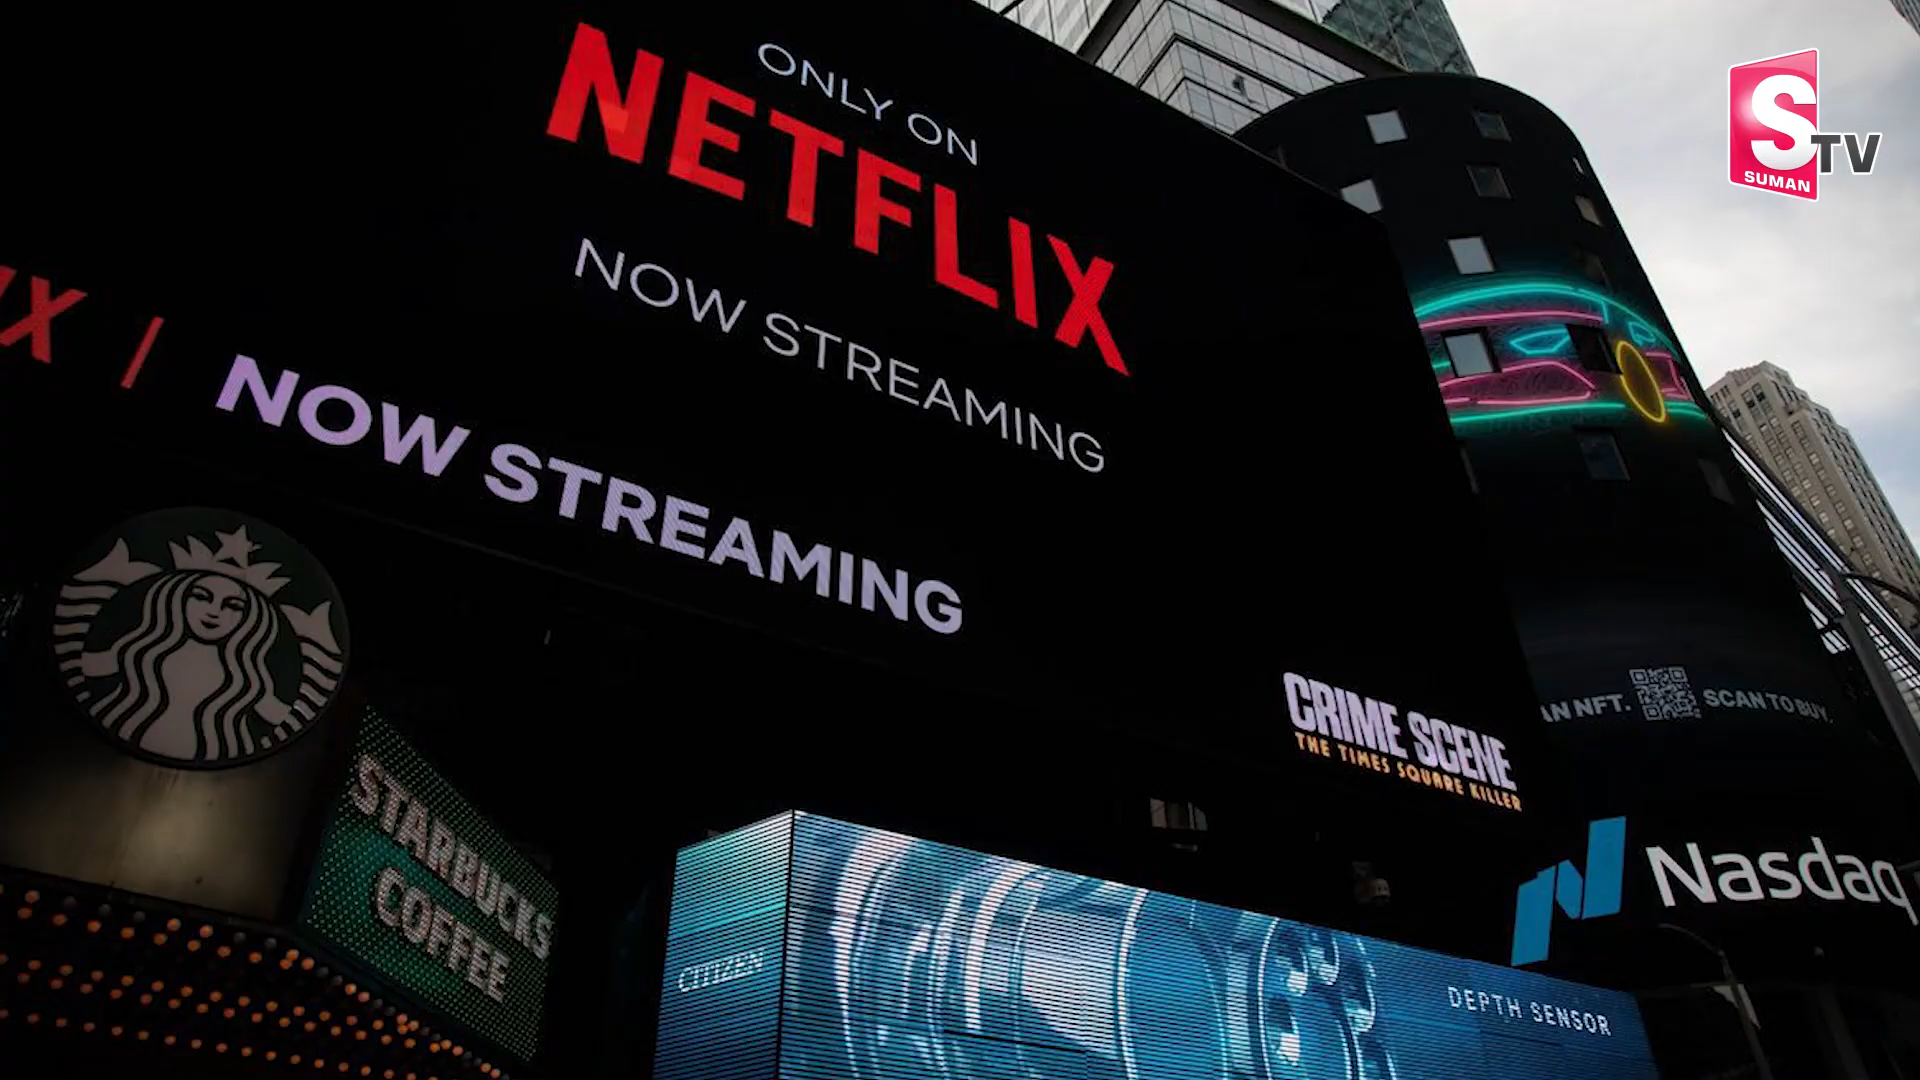 ONLY ON
NETFLIX
NOW STREAMING
IX | NOW STREAMING
S TV
SUMAN
STARBUCKS
COFFEE
CRIME SCENE
THE TIMES SQUARE KILLER
AN NFT. SCAN TO BUY.
Nasdaq
CITIZEN
DEPTH SENSOR